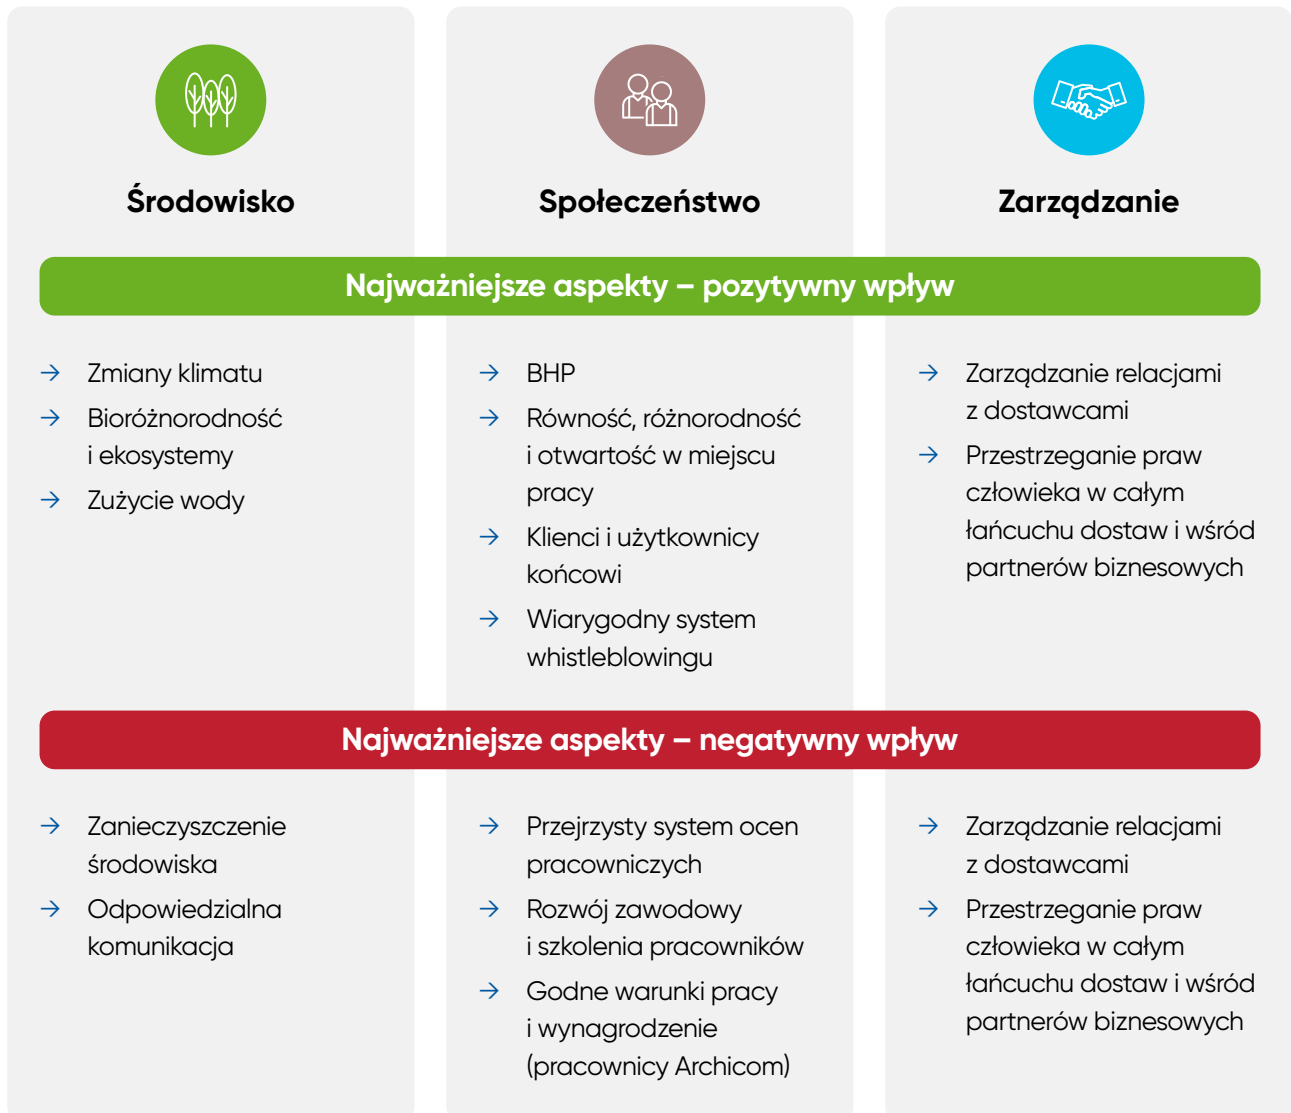 Środowisko
Społeczeństwo
Zarządzanie
Najważniejsze aspekty – pozytywny wpływ
→ Zmiany klimatu
→ Bioróżnorodność
i ekosystemy
→ Zużycie wody
→ BHP
→ Równość, różnorodność
i otwartość w miejscu
pracy
→ Klienci i użytkownicy
końcowi
→ Wiarygodny system
whistleblowingu
→ Zarządzanie relacjami
z dostawcami
→ Przestrzeganie praw
człowieka w całym
łańcuchu dostaw i wśród
partnerów biznesowych
Najważniejsze aspekty – negatywny wpływ
→ Zanieczyszczenie
środowiska
→ Odpowiedzialna
komunikacja
→ Przejrzysty system ocen
pracowniczych
→ Rozwój zawodowy
i szkolenia pracowników
→ Godne warunki pracy
i wynagrodzenie
(pracownicy Archicom)
→ Zarządzanie relacjami
z dostawcami
→ Przestrzeganie praw
człowieka w całym
łańcuchu dostaw i wśród
partnerów biznesowych